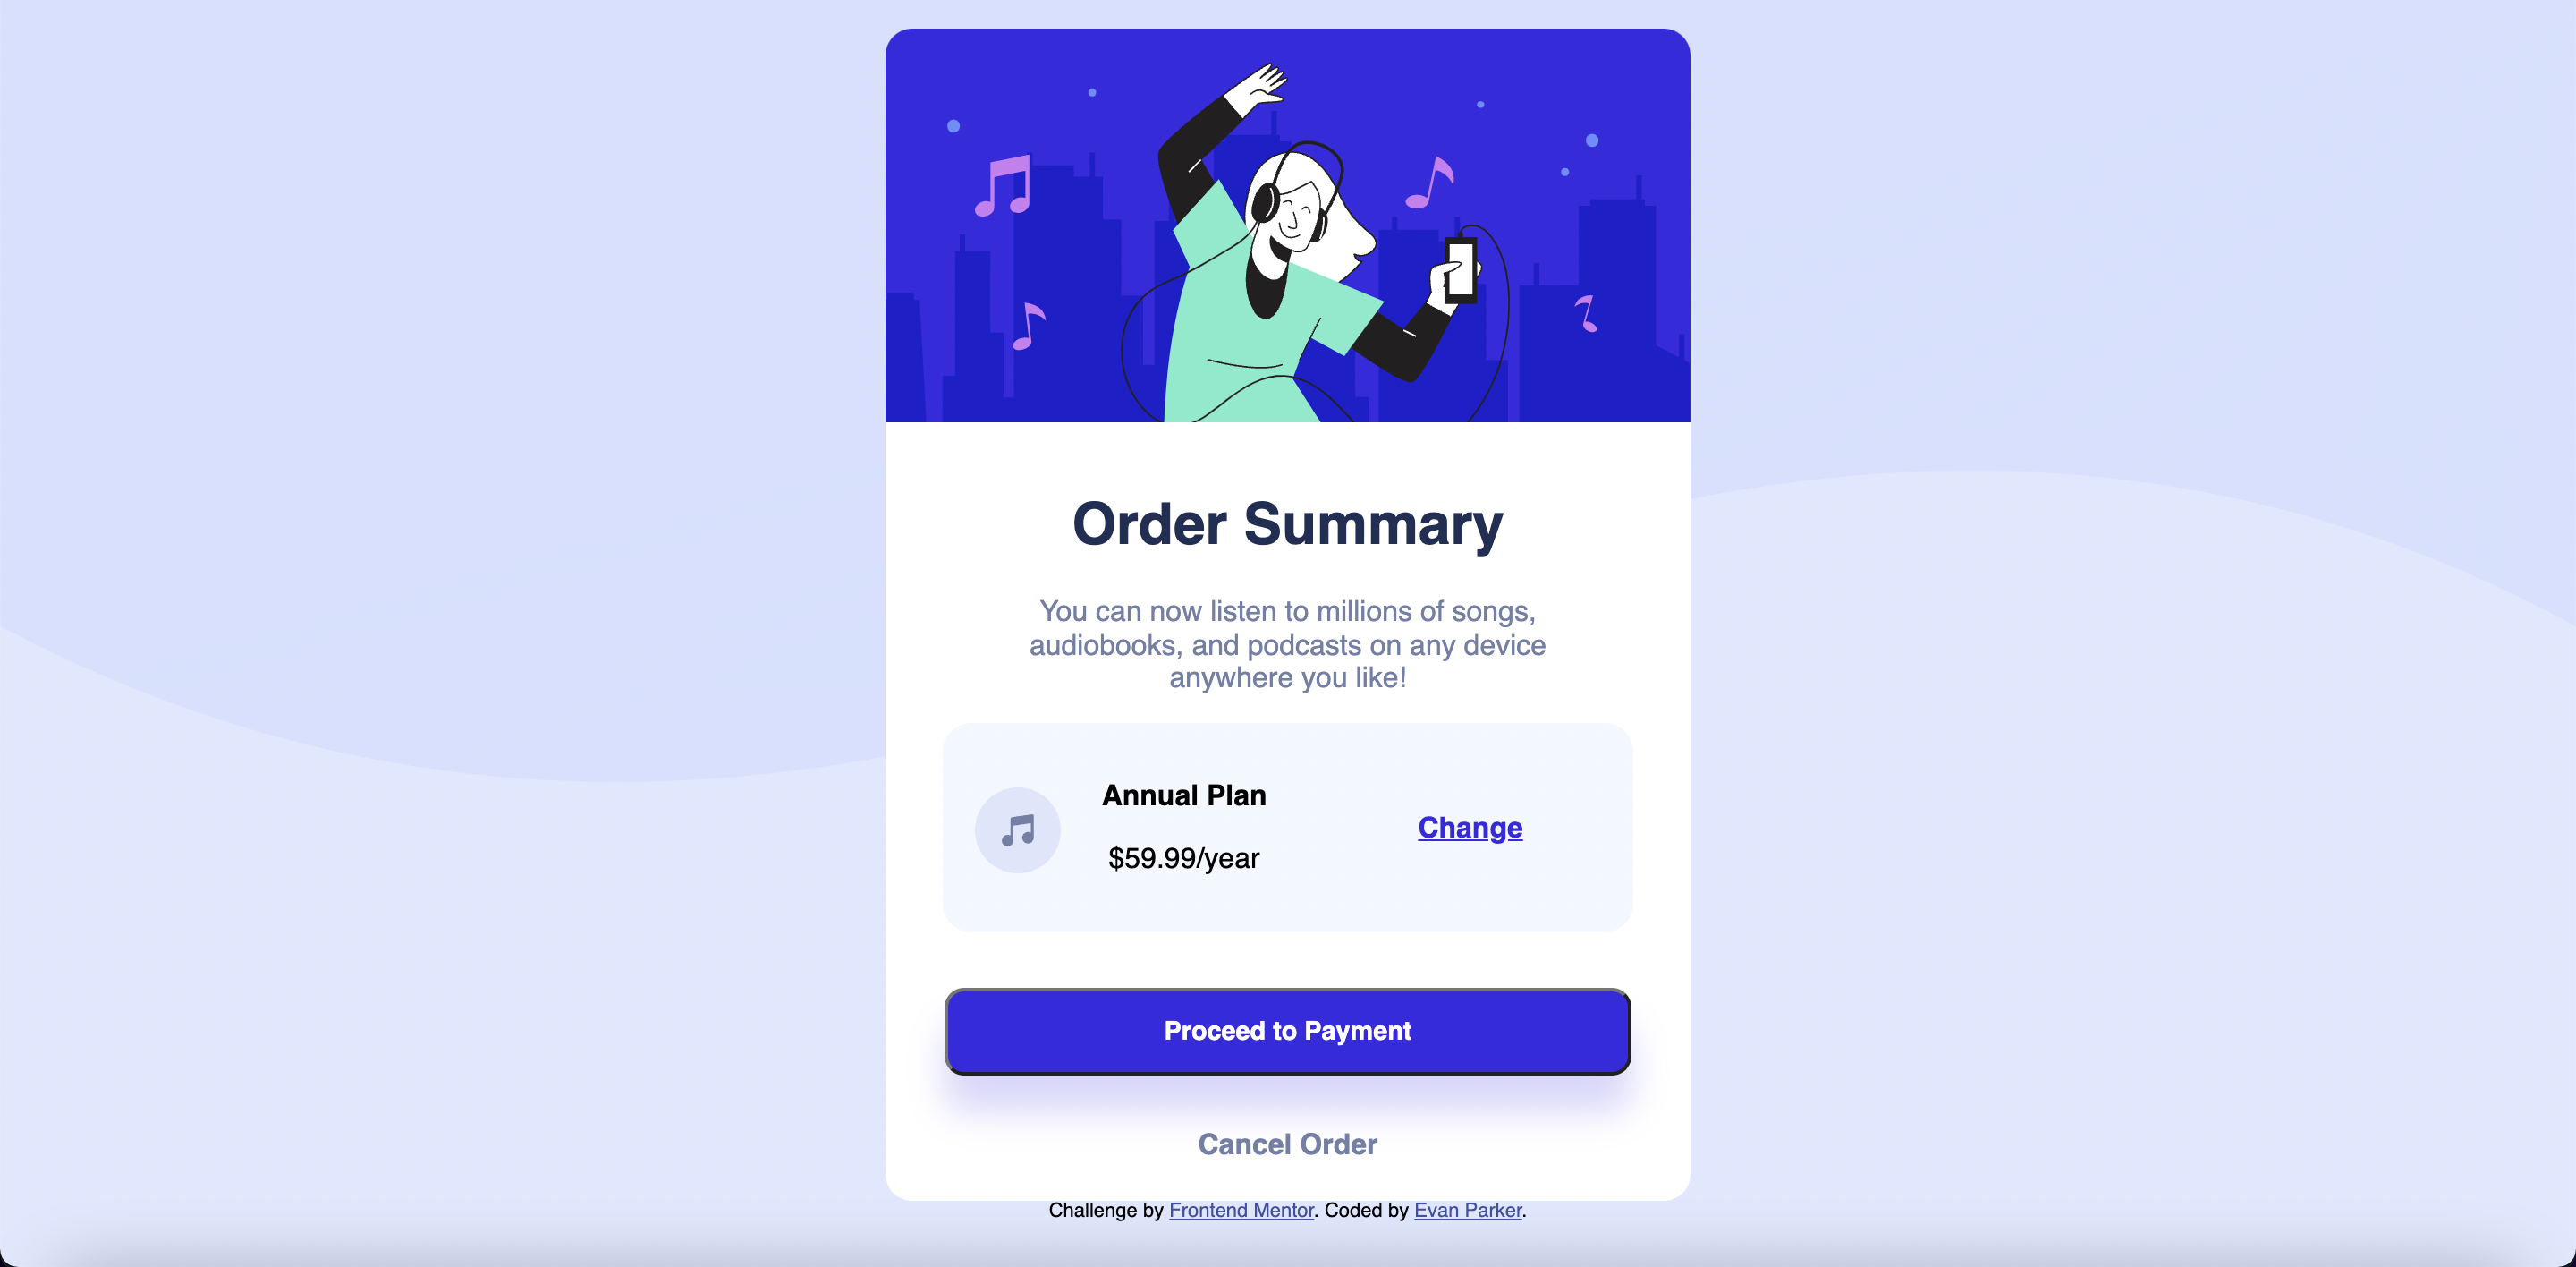 Order Summary
You can now listen to millions of songs,
audiobooks, and podcasts on any device
anywhere you like!
Annual Plan
$59.99/year
Change
Proceed to Payment
Cancel Order
Challenge by Frontend Mentor. Coded by Evan Parker.